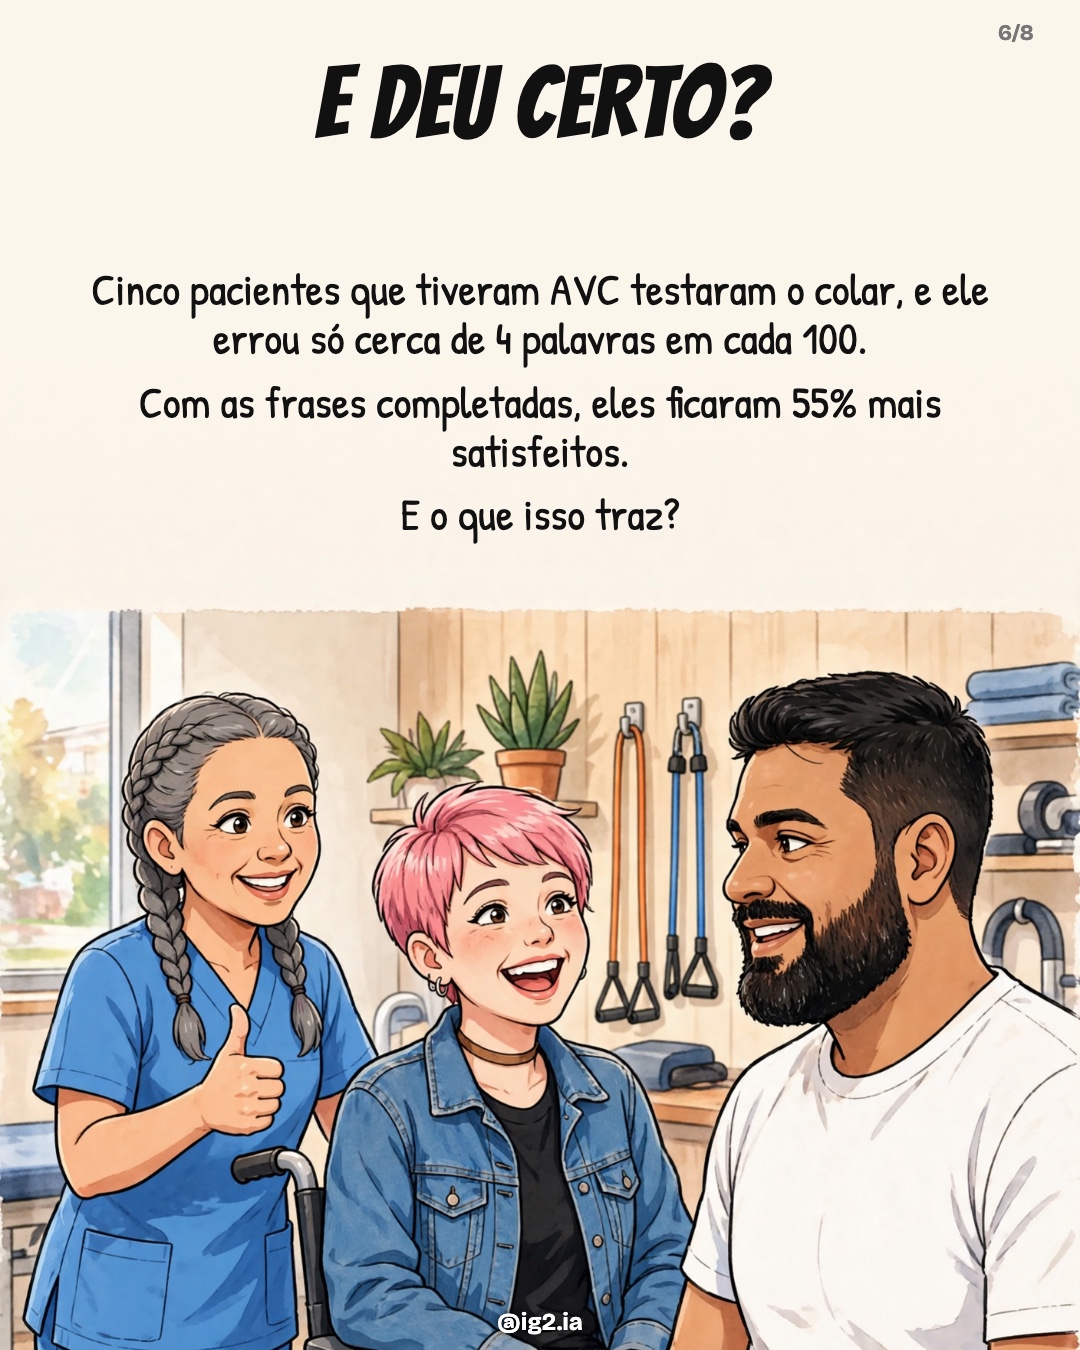 6/8
E DEU CERTO?
Cinco pacientes que tiveram AVC testaram o colar, e ele
errou só cerca de 4 palavras em cada 100.
Com as frases completadas, eles ficaram 55% mais
satisfeitos.
E o que isso traz?
@ig2.ia